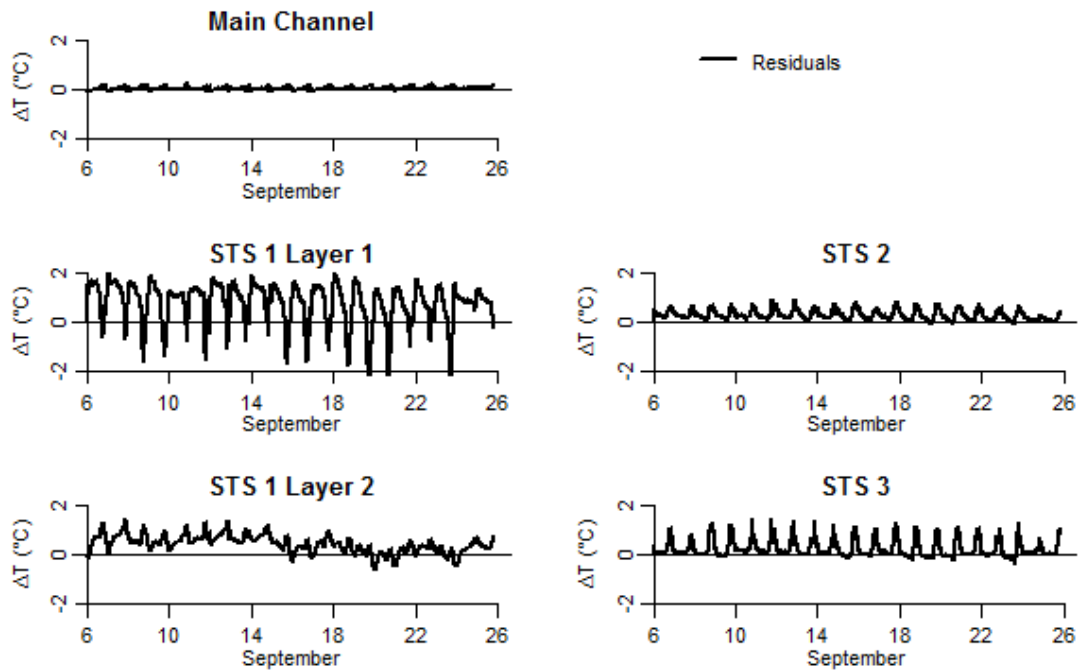 Main Channel
2
0
-2
ΔT (°C)
6 10 14 18 22 26
September
Residuals
STS 1 Layer 1
2
0
-2
ΔT (°C)
6 10 14 18 22 26
September
STS 2
2
0
-2
ΔT (°C)
6 10 14 18 22 26
September
STS 1 Layer 2
2
0
-2
ΔT (°C)
6 10 14 18 22 26
September
STS 3
2
0
-2
ΔT (°C)
6 10 14 18 22 26
September